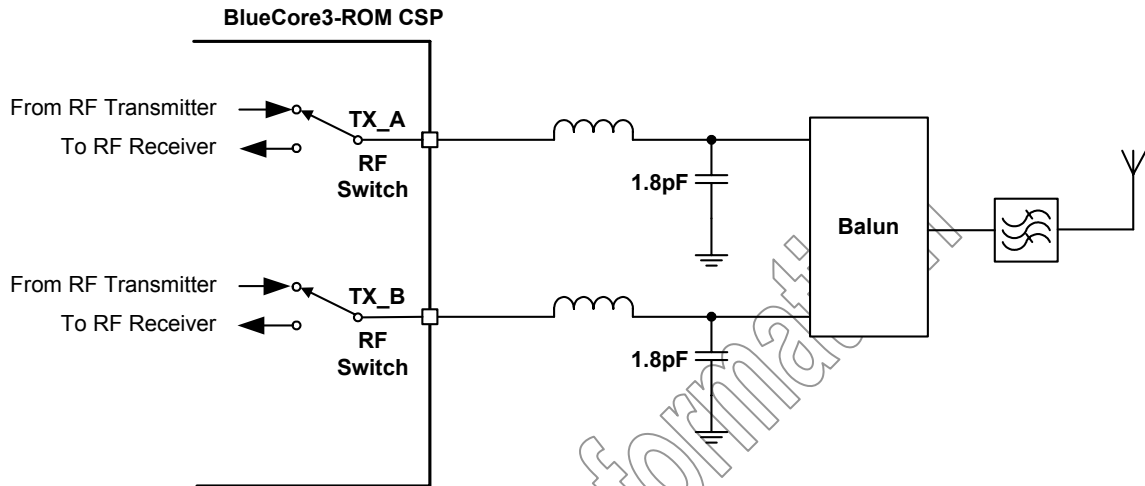 BlueCore3-ROM CSP
From RF Transmitter
To RF Receiver
TX_A
RF
Switch
1.8pF
Balun
From RF Transmitter
To RF Receiver
TX_B
RF
Switch
1.8pF